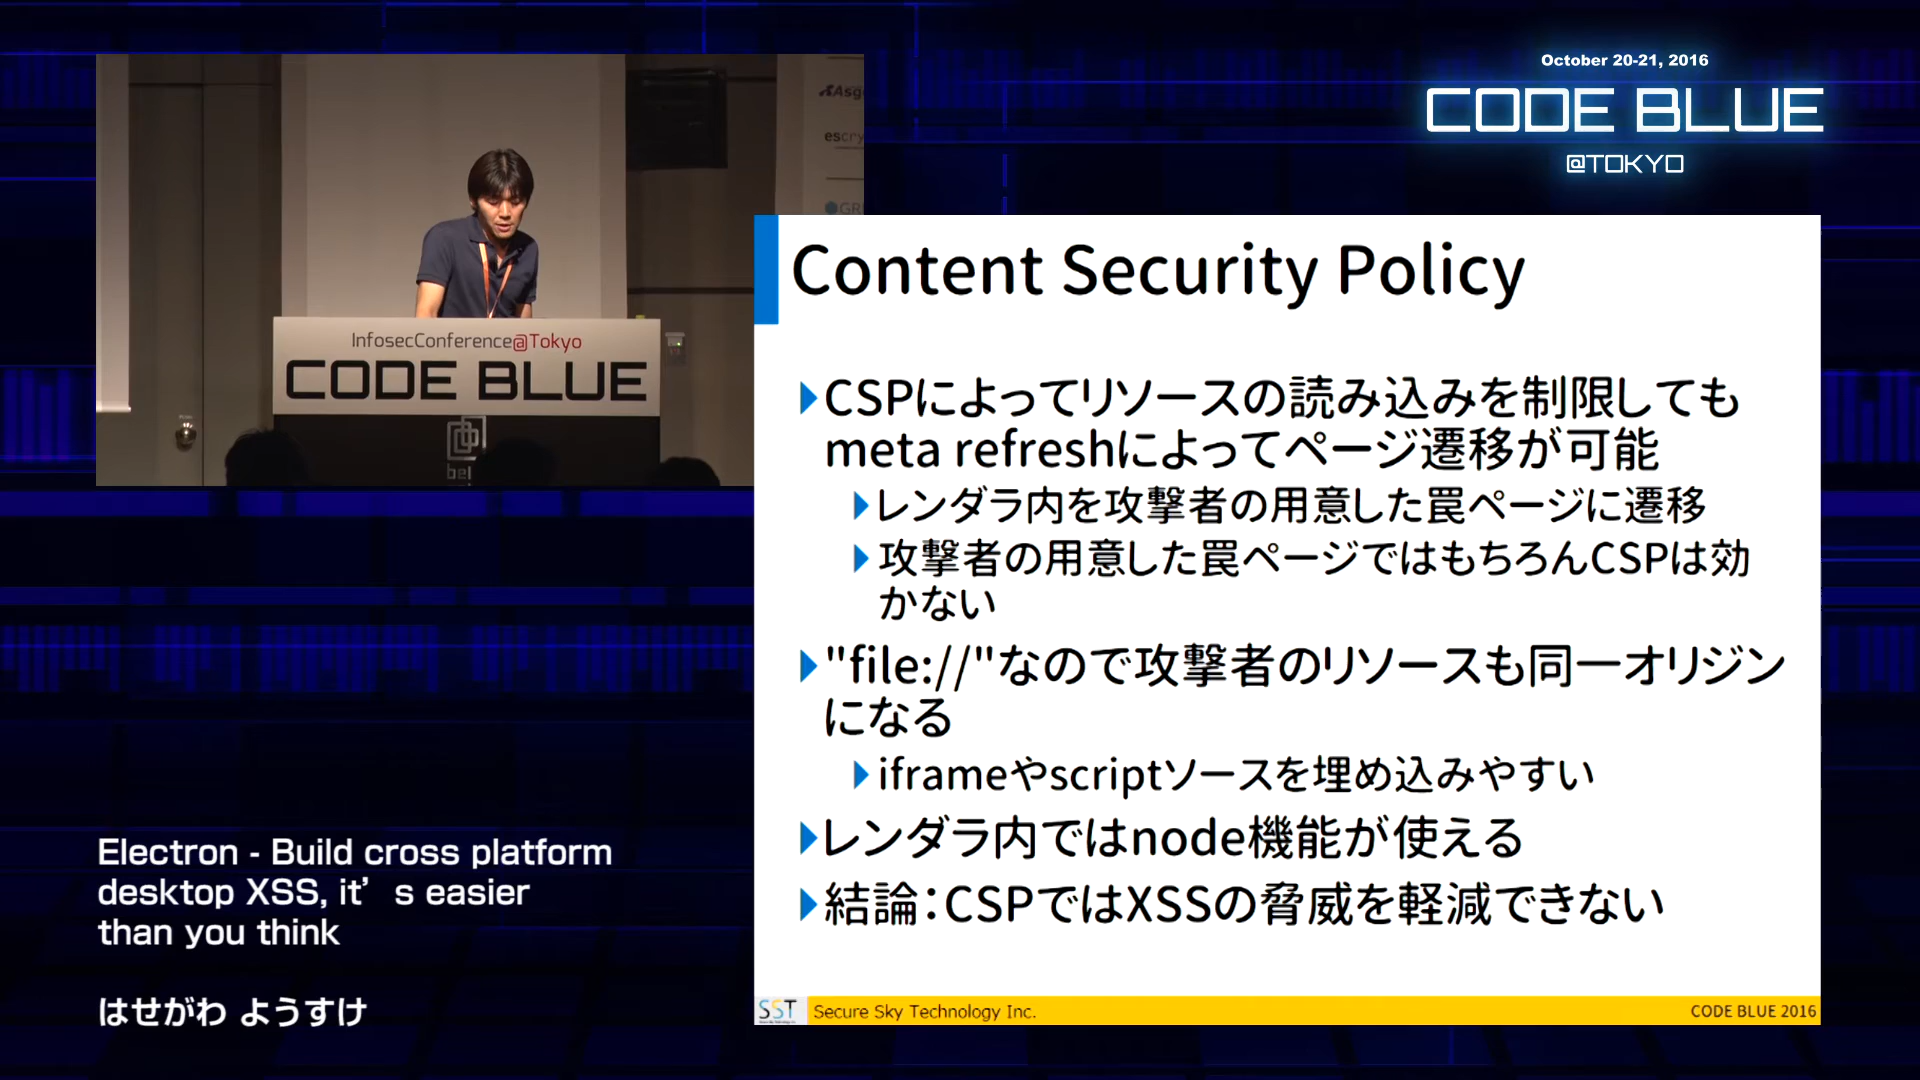 October 20-21, 2016
CODE BLUE
@TOKYO
escry
InfosecConference@Tokyo
CODE BLUE
bel
Content Security Policy
CSPによってリソースの読み込みを制限しても
meta refreshによってページ遷移が可能
レンダラ内を攻撃者の用意した罠ページに遷移
攻撃者の用意した罠ページではもちろんCSPは効
かない
"file://"なので攻撃者のリソースも同一オリジン
になる
iframeやscriptソースを埋め込みやすい
レンダラ内ではnode機能が使える
結論：CSPではXSSの脅威を軽減できない
SST
Secure Sky Technology Inc.
CODE BLUE 2016
Electron - Build cross platform
desktop XSS, it’s easier
than you think
はせがわ ようすけ